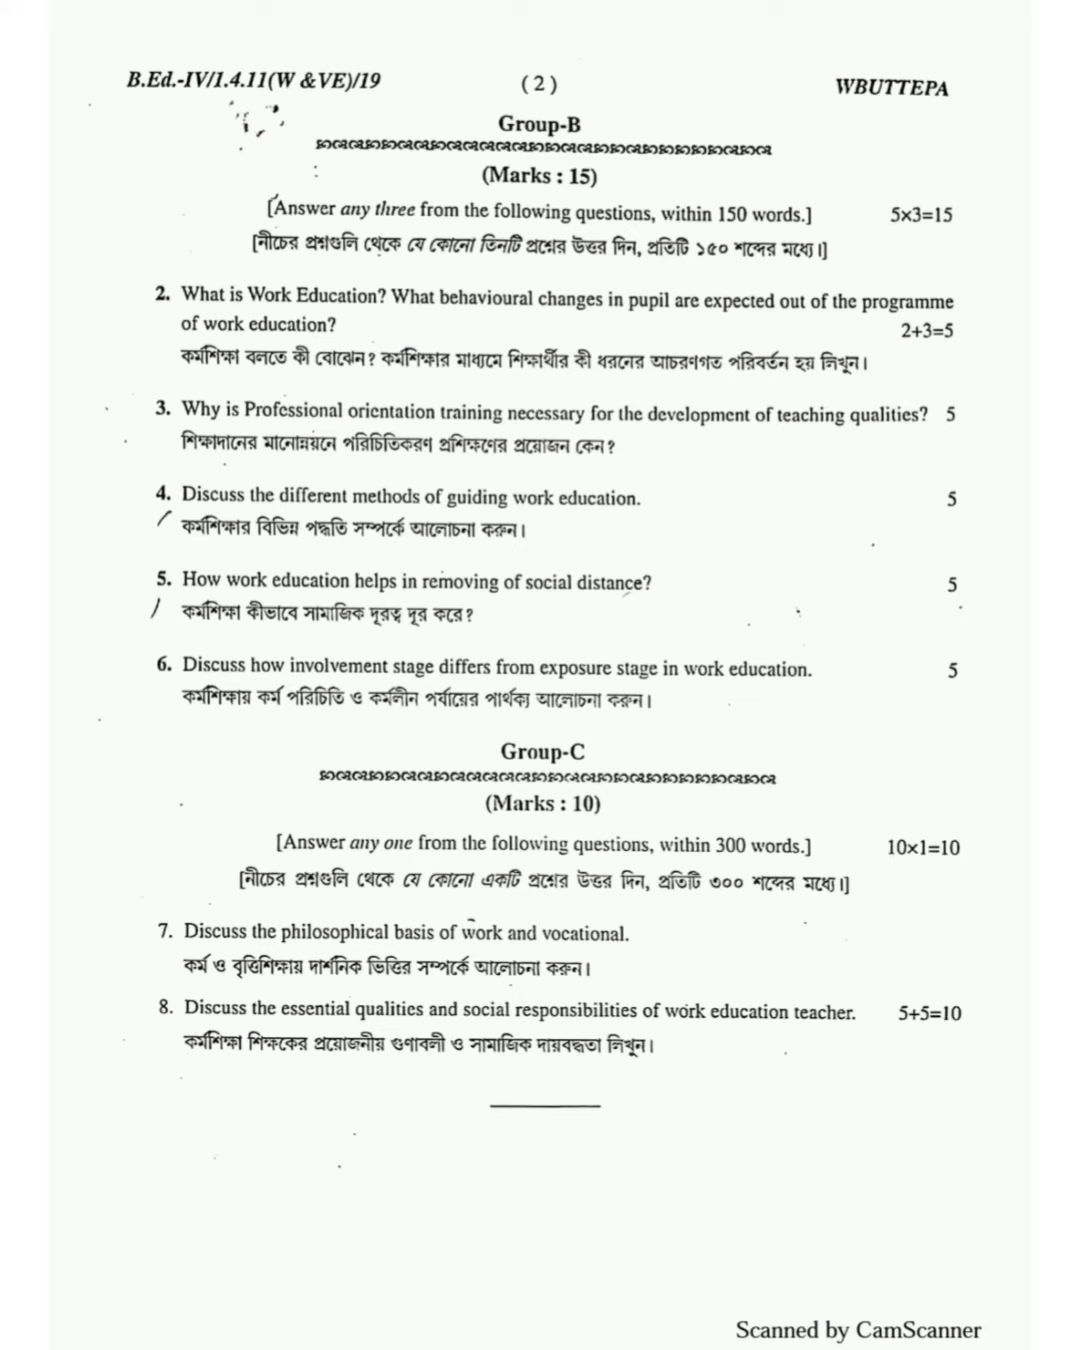 B.Ed.-IV/1.4.11(W &VE)/19 (2) WBUTTEPA
Group-B
(Marks : 15)
[Answer any three from the following questions, within 150 words.] 5×3=15
[নীচের প্রশ্নগুলি থেকে যে কোনো তিনটি প্রশ্নের উত্তর দিন, প্রতিটি ১৫০ শব্দের মধ্যে।]
2. What is Work Education? What behavioural changes in pupil are expected out of the programme
of work education? 2+3=5
কর্মশিক্ষা বলতে কী বোঝেন? কর্মশিক্ষার মাধ্যমে শিক্ষার্থীর কী ধরনের আচরণগত পরিবর্তন হয় লিখুন।
3. Why is Professional orientation training necessary for the development of teaching qualities? 5
শিক্ষাদানের মানোন্নয়নে পরিচিতিকরণ প্রশিক্ষণের প্রয়োজন কেন?
4. Discuss the different methods of guiding work education. 5
কর্মশিক্ষার বিভিন্ন পদ্ধতি সম্পর্কে আলোচনা করুন।
5. How work education helps in removing of social distance? 5
কর্মশিক্ষা কীভাবে সামাজিক দূরত্ব দূর করে?
6. Discuss how involvement stage differs from exposure stage in work education. 5
কর্মশিক্ষায় কর্ম পরিচিতি ও কর্মলীন পর্যায়ের পার্থক্য আলোচনা করুন।
Group-C
(Marks : 10)
[Answer any one from the following questions, within 300 words.] 10×1=10
[নীচের প্রশ্নগুলি থেকে যে কোনো একটি প্রশ্নের উত্তর দিন, প্রতিটি ৩০০ শব্দের মধ্যে।]
7. Discuss the philosophical basis of work and vocational.
কর্ম ও বৃত্তিশিক্ষায় দার্শনিক ভিত্তির সম্পর্কে আলোচনা করুন।
8. Discuss the essential qualities and social responsibilities of work education teacher. 5+5=10
কর্মশিক্ষা শিক্ষকের প্রয়োজনীয় গুণাবলী ও সামাজিক দায়বদ্ধতা লিখুন।
Scanned by CamScanner